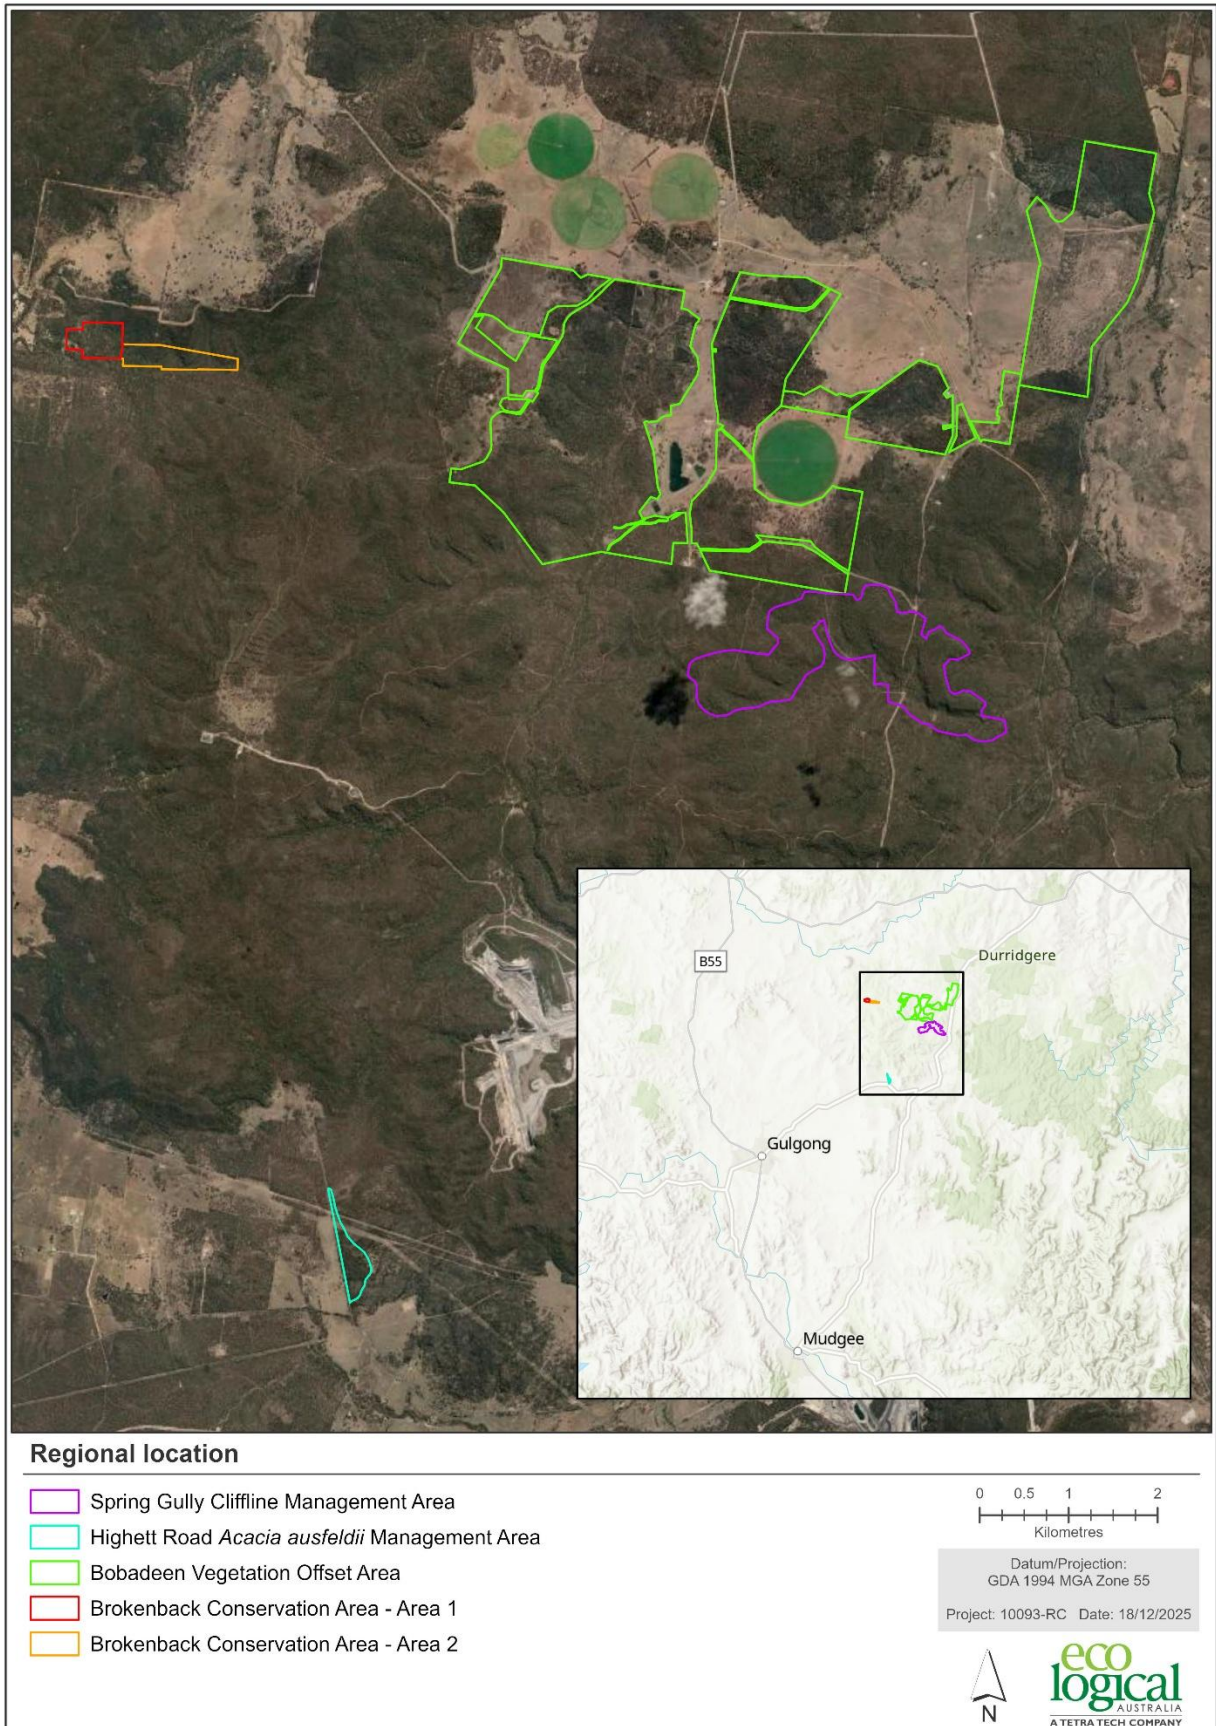 B55
Durridgere
Gulgong
Mudgee
Regional location
Spring Gully Cliffline Management Area
Highett Road Acacia ausfeldii Management Area
Bobadeen Vegetation Offset Area
Brokenback Conservation Area - Area 1
Brokenback Conservation Area - Area 2
0 0.5 1 2
Kilometres
Datum/Projection:
GDA 1994 MGA Zone 55
Project: 10093-RC Date: 18/12/2025
N
eco
logical
AUSTRALIA
A TETRA TECH COMPANY